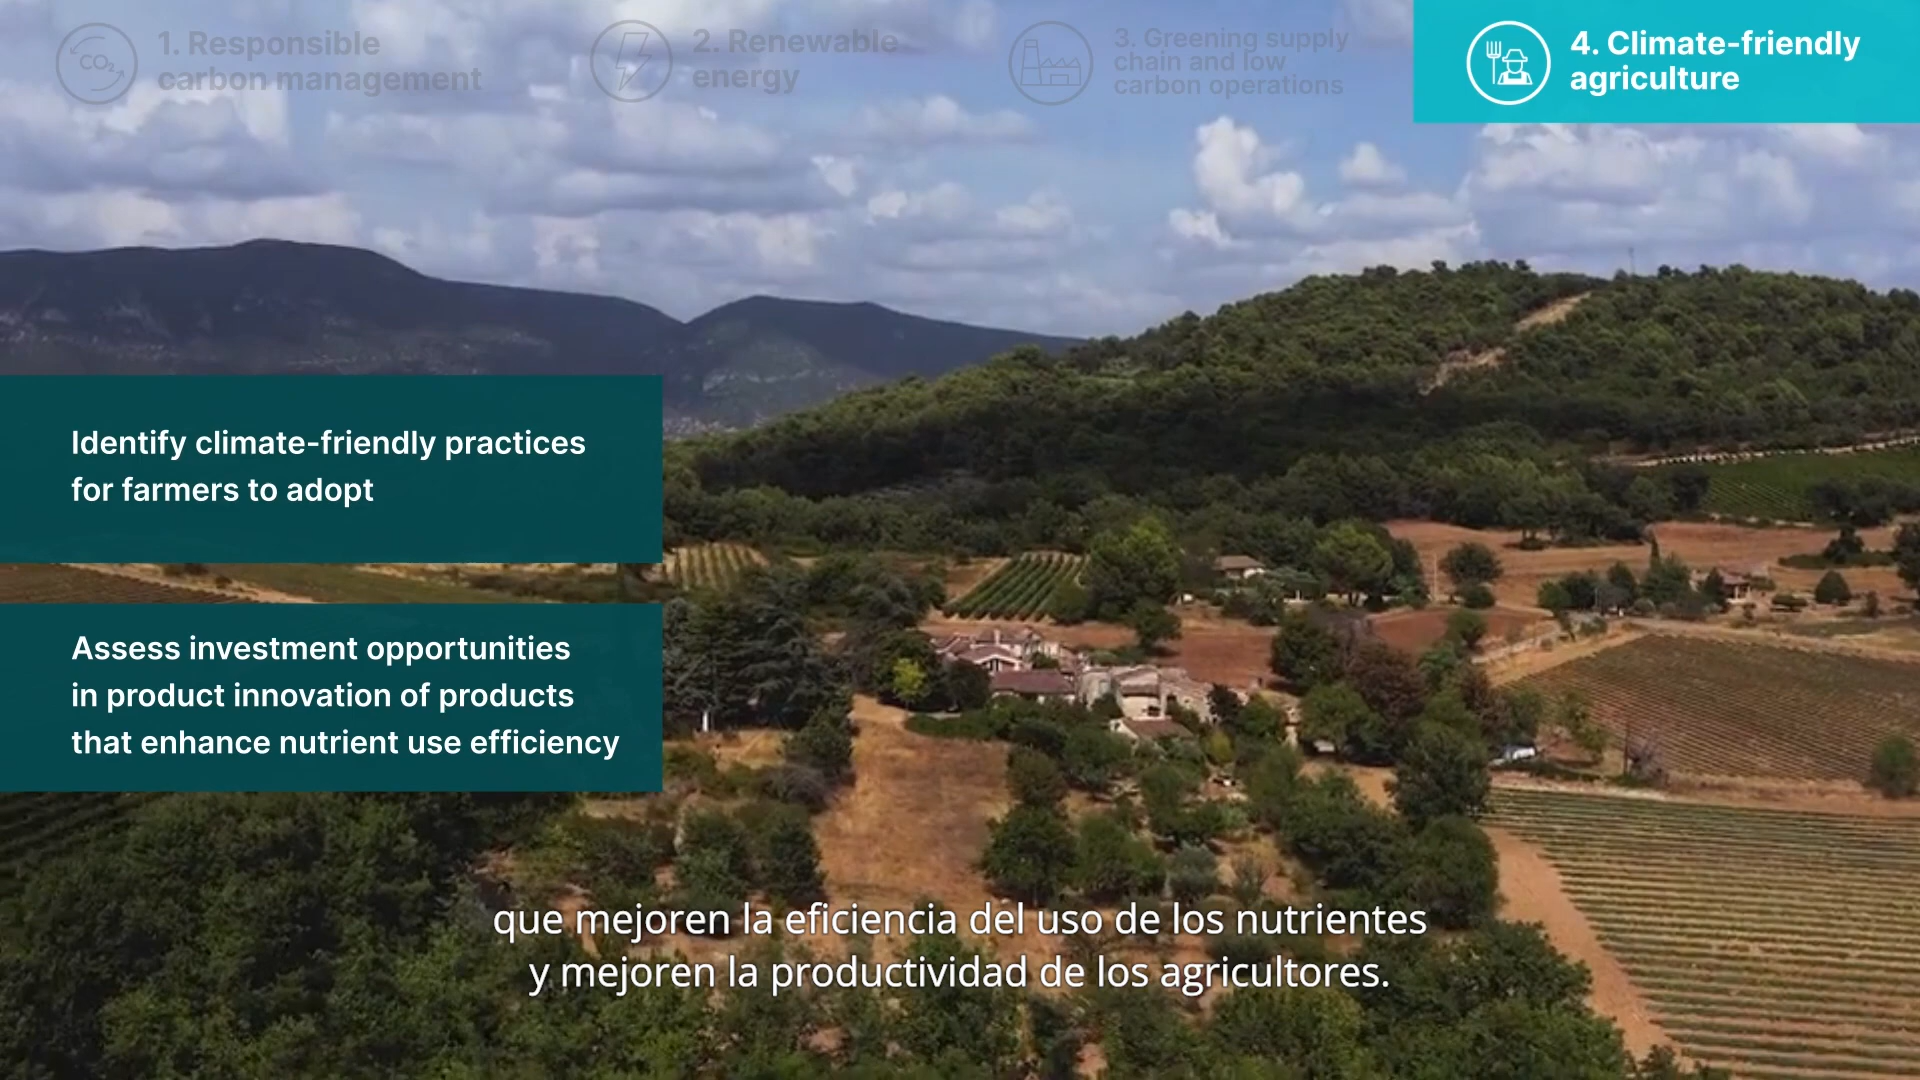 CO₂
1. Responsible
carbon management
2. Renewable
energy
3. Greening supply
chain and low
carbon operations
4. Climate-friendly
agriculture
Identify climate-friendly practices
for farmers to adopt
Assess investment opportunities
in product innovation of products
that enhance nutrient use efficiency
que mejoren la eficiencia del uso de los nutrientes
y mejoren la productividad de los agricultores.